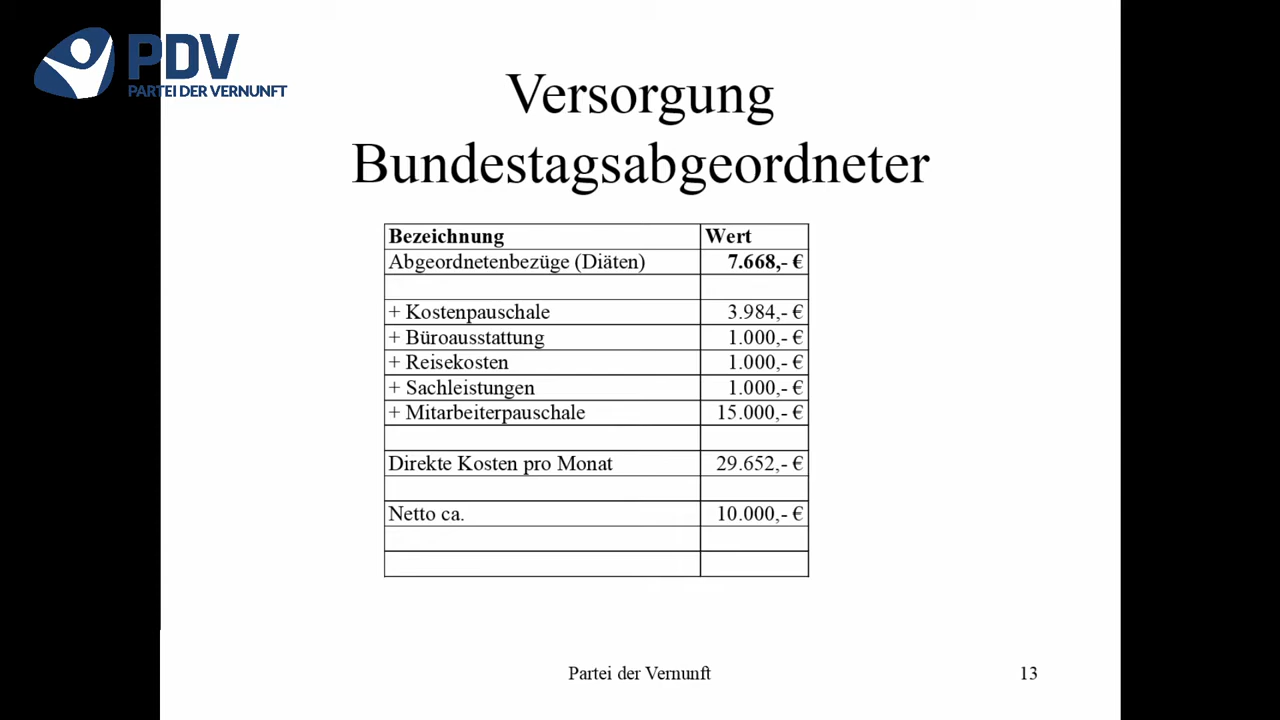 PDV
PARTEI DER VERNUNFT
Versorgung
Bundestagsabgeordneter
Bezeichnung Wert
Abgeordnetenbezüge (Diäten) 7.668,- €
+ Kostenpauschale 3.984,- €
+ Büroausstattung 1.000,- €
+ Reisekosten 1.000,- €
+ Sachleistungen 1.000,- €
+ Mitarbeiterpauschale 15.000,- €
Direkte Kosten pro Monat 29.652,- €
Netto ca. 10.000,- €
Partei der Vernunft 13